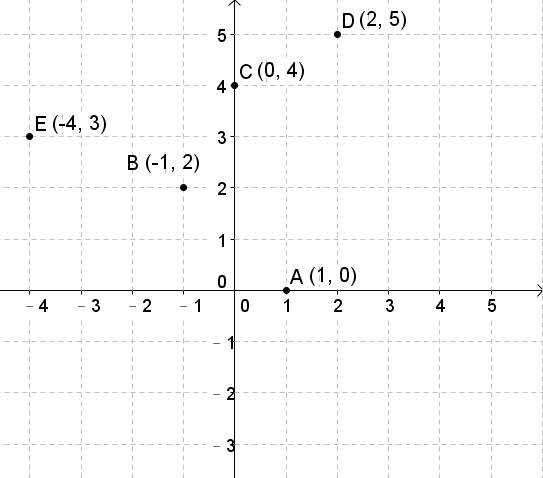 D (2, 5)
5
C (0, 4)
4
E (-4, 3)
3
B (-1, 2)
2
1
0
A (1, 0)
– 4 – 3 – 2 – 1 0 1 2 3 4 5
– 1
– 2
– 3